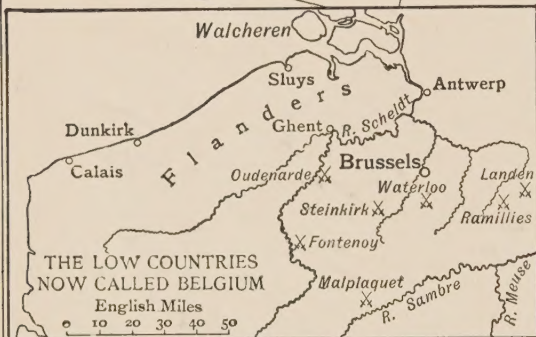 Walcheren
Sluys
Antwerp
Flanders
Dunkirk
Ghent
R. Scheldt
Calais
Oudenarde
Brussels
Landen
Waterloo
Steinkirk
Ramillies
Fontenoy
THE LOW COUNTRIES
NOW CALLED BELGIUM
English Miles
0 10 20 30 40 50
Malplaquet
R. Sambre
R. Meuse